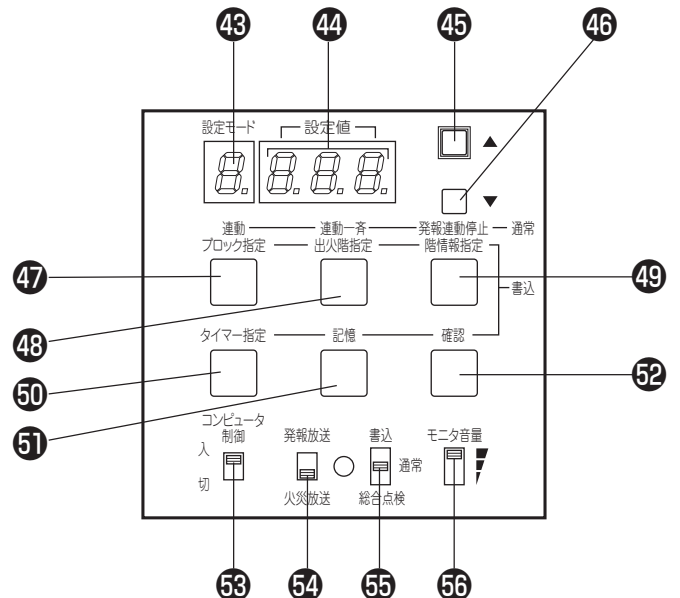 ㊸ ㊹ ㊺ ㊻
設定モード 設定値
8. 8.8.8.
▲
▼
連動 連動一斉 発報連動停止 通常
ブロック指定 出火階指定 階情報指定
㊼ ㊾
書込
㊽
タイマー指定 記憶 確認
㊿ 52
51
コンピュータ
制御 発報放送 書込 モニタ音量
入 通常
切 火災放送 総合点検
53 54 55 56